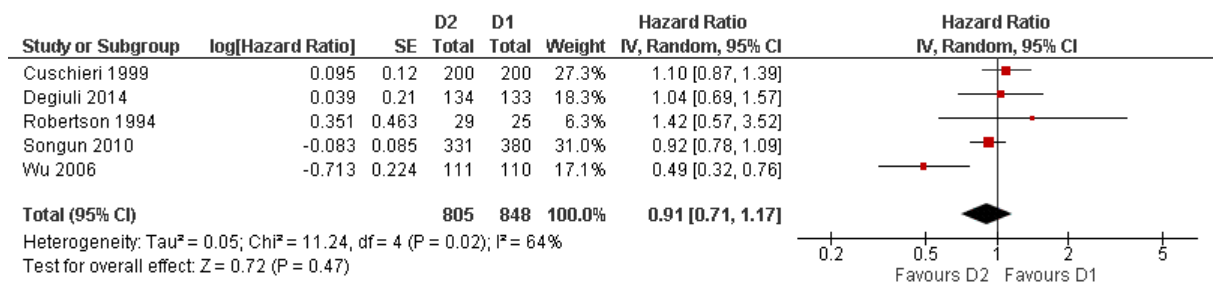 D2 D1 Hazard Ratio Hazard Ratio
Study or Subgroup log[Hazard Ratio] SE Total Total Weight IV, Random, 95% CI IV, Random, 95% CI
Cuschieri 1999 0.095 0.12 200 200 27.3% 1.10 [0.87, 1.39]
Degiuli 2014 0.039 0.21 134 133 18.3% 1.04 [0.69, 1.57]
Robertson 1994 0.351 0.463 29 25 6.3% 1.42 [0.57, 3.52]
Songun 2010 -0.083 0.085 331 380 31.0% 0.92 [0.78, 1.09]
Wu 2006 -0.713 0.224 111 110 17.1% 0.49 [0.32, 0.76]
Total (95% CI) 805 848 100.0% 0.91 [0.71, 1.17]
Heterogeneity: Tau² = 0.05; Chi² = 11.24, df = 4 (P = 0.02); I² = 64%
Test for overall effect: Z = 0.72 (P = 0.47)
0.2 0.5 1 2 5
Favours D2 Favours D1